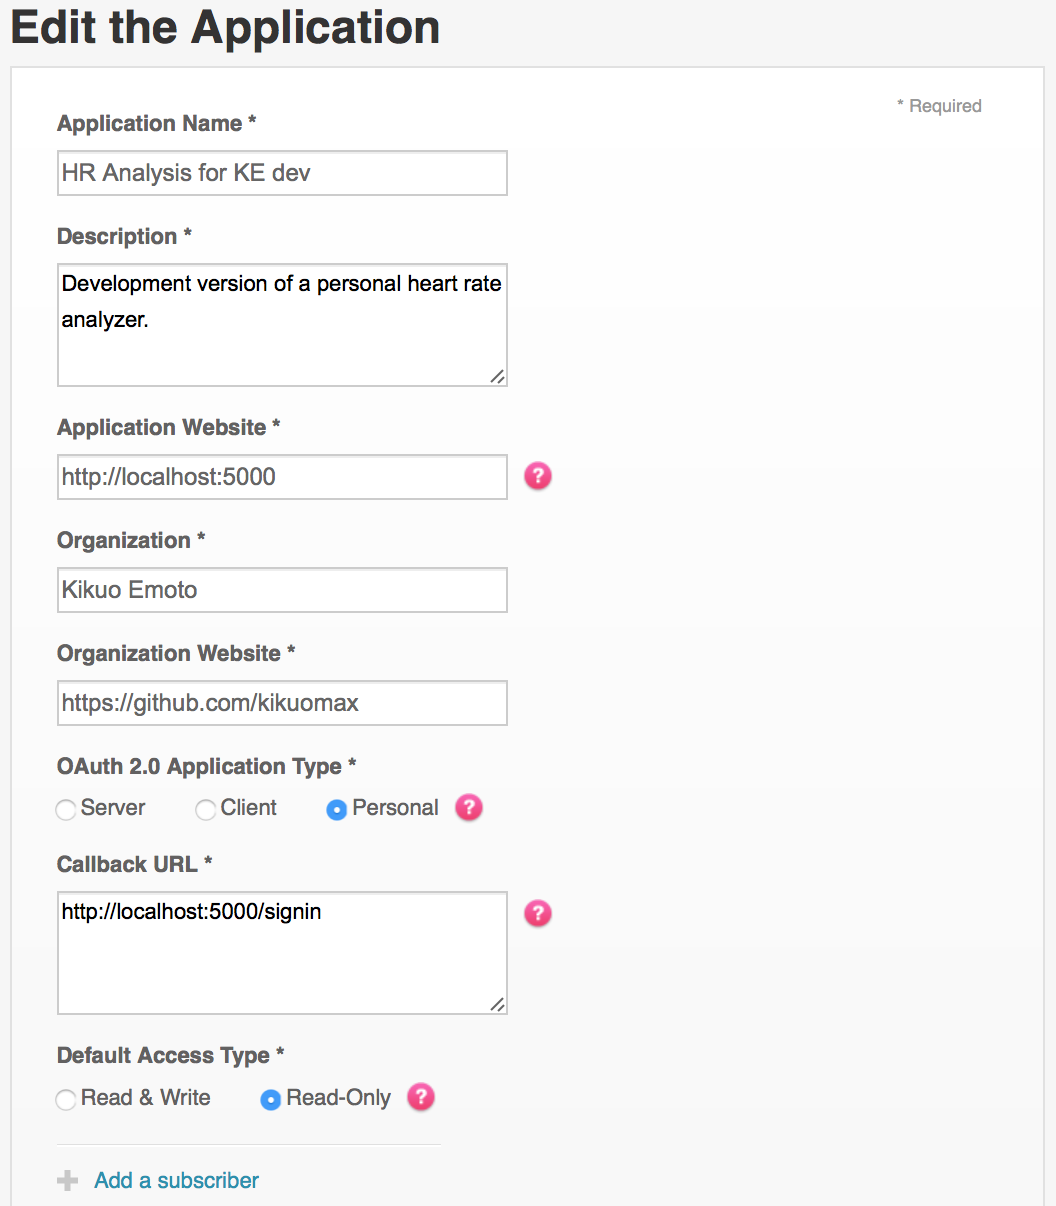 Edit the Application
* Required
Application Name *
HR Analysis for KE dev
Description *
Development version of a personal heart rate
analyzer.
Application Website *
http://localhost:5000
?
Organization *
Kikuo Emoto
Organization Website *
https://github.com/kikuomax
OAuth 2.0 Application Type *
Server Client Personal ?
Callback URL *
http://localhost:5000/signin
?
Default Access Type *
Read & Write Read-Only ?
Add a subscriber